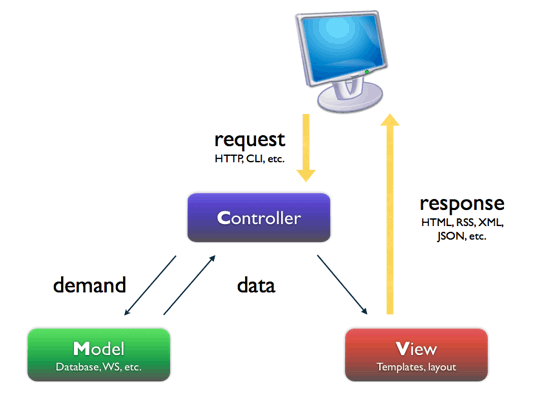 request
HTTP, CLI, etc.
Controller
response
HTML, RSS, XML,
JSON, etc.
demand
data
Model
Database, WS, etc.
View
Templates, layout